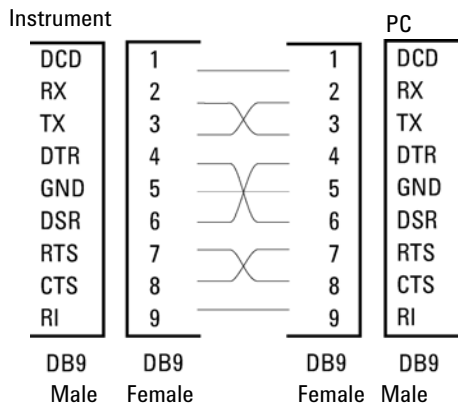 Instrument PC
DCD 1 1 DCD
RX 2 2 RX
TX 3 3 TX
DTR 4 4 DTR
GND 5 5 GND
DSR 6 6 DSR
RTS 7 7 RTS
CTS 8 8 CTS
RI 9 9 RI
DB9 DB9 DB9 DB9
Male Female Female Male